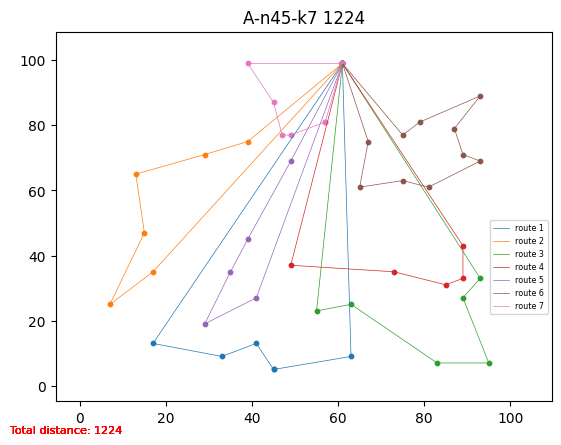 A-n45-k7 1224
100
80
60
40
20
0
0 20 40 60 80 100
route 1
route 2
route 3
route 4
route 5
route 6
route 7
Total distance: 1224